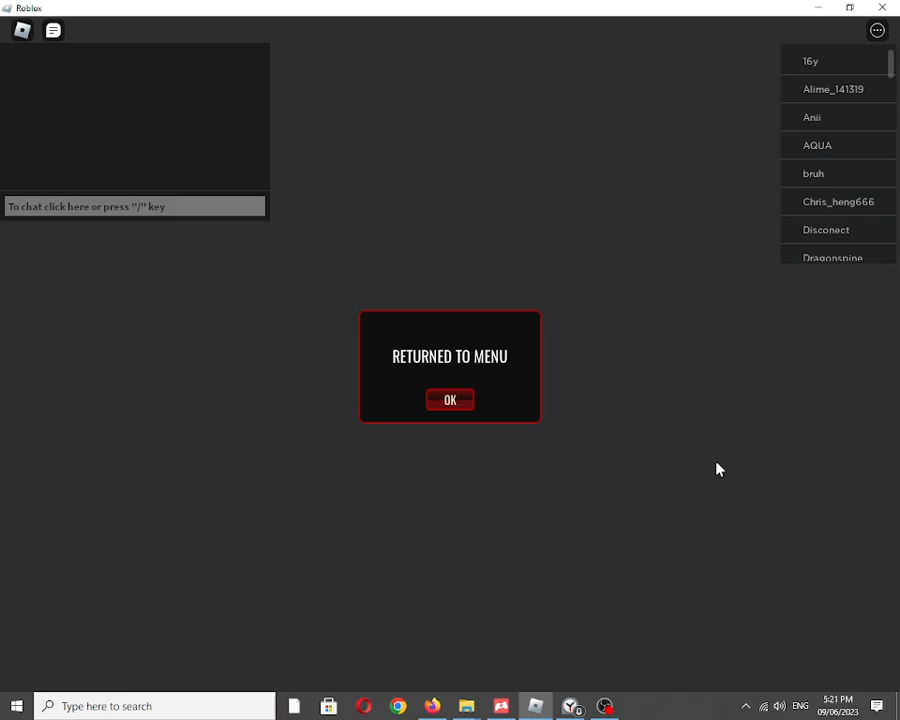 Roblox
16y
Alime_141319
Anii
AQUA
bruh
To chat click here or press "/" key
Chris_heng666
Disconect
Dragonspine
RETURNED TO MENU
OK
Type here to search
ENG
5:21 PM
09/06/2023